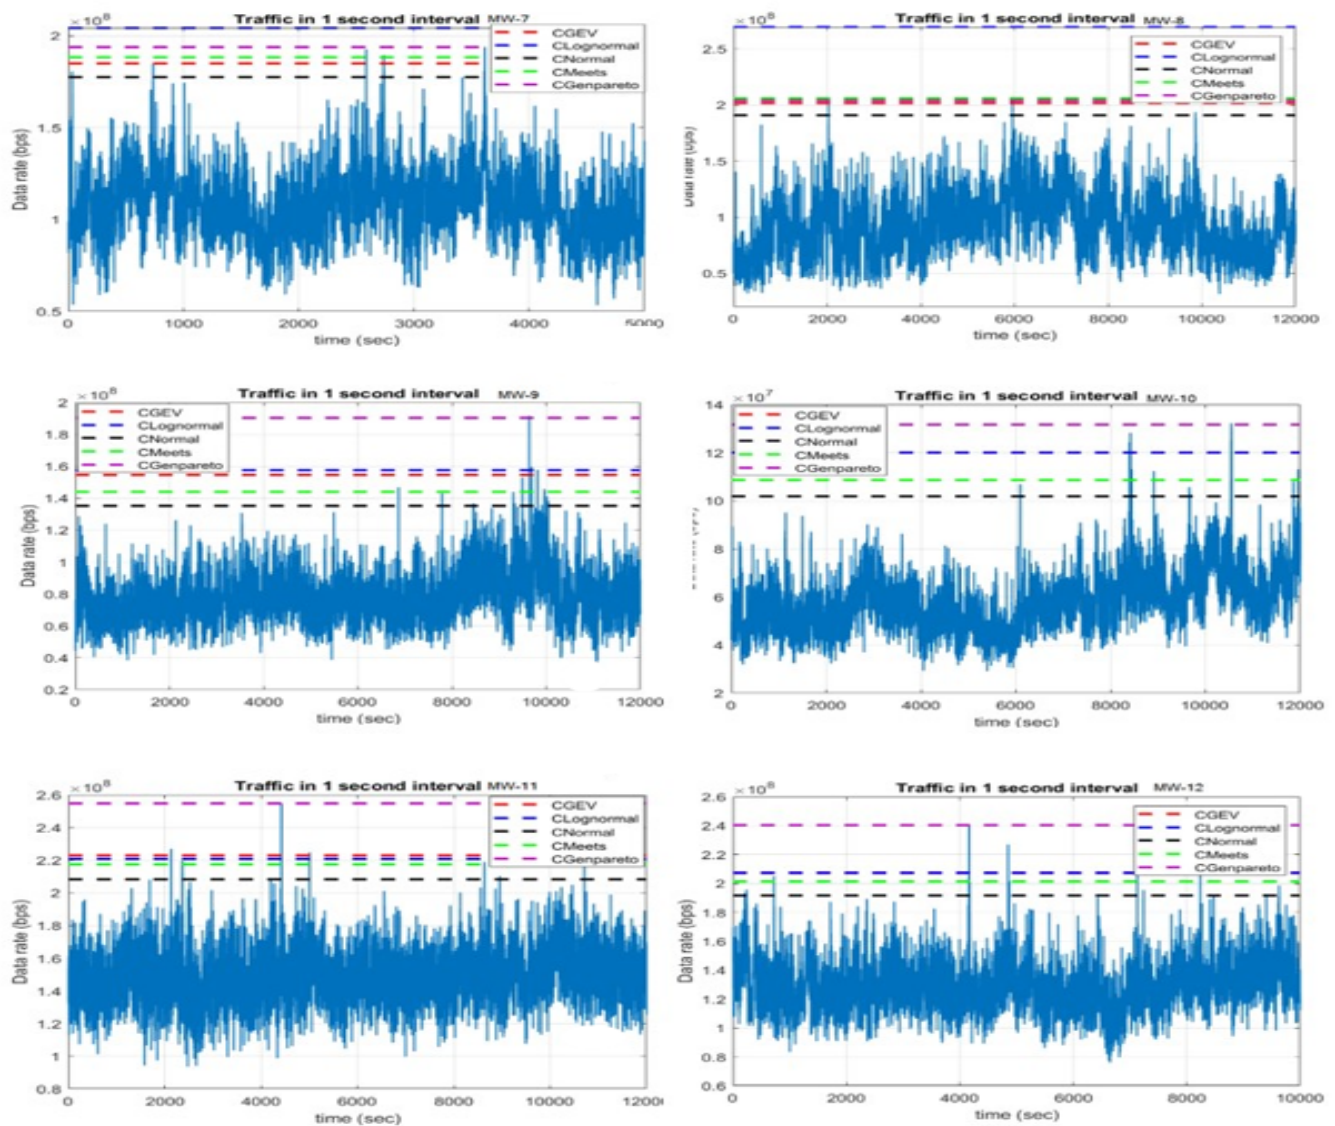 Traffic in 1 second interval MW-7
× 10⁸
2
1.5
1
0.5
Data rate (bps)
CGEV
CLognormal
CNormal
CMeets
CGenpareto
0 1000 2000 3000 4000 5000
time (sec)
Traffic in 1 second interval MW-8
× 10⁸
2.5
2
1.5
1
0.5
CGEV
CLognormal
CNormal
CMeets
CGenpareto
0 2000 4000 6000 8000 10000 12000
time (sec)
Traffic in 1 second interval MW-9
× 10⁸
2
1.8
1.6
1.4
1.2
1
0.8
0.6
0.4
0.2
Data rate (bps)
CGEV
CLognormal
CNormal
CMeets
CGenpareto
0 2000 4000 6000 8000 10000 12000
time (sec)
Traffic in 1 second interval MW-10
× 10⁷
14
12
10
8
6
4
2
CGEV
CLognormal
CNormal
CMeets
CGenpareto
0 2000 4000 6000 8000 10000 12000
time (sec)
Traffic in 1 second interval MW-11
× 10⁸
2.6
2.4
2.2
2
1.8
1.6
1.4
1.2
1
0.8
Data rate (bps)
CGEV
CLognormal
CNormal
CMeets
CGenpareto
0 2000 4000 6000 8000 10000 1200
time (sec)
Traffic in 1 second interval MW-12
× 10⁸
2.6
2.4
2.2
2
1.8
1.6
1.4
1.2
1
0.8
0.6
Data rate (bps)
CGEV
CLognormal
CNormal
CMeets
CGenpareto
0 2000 4000 6000 8000 10000
time (sec)